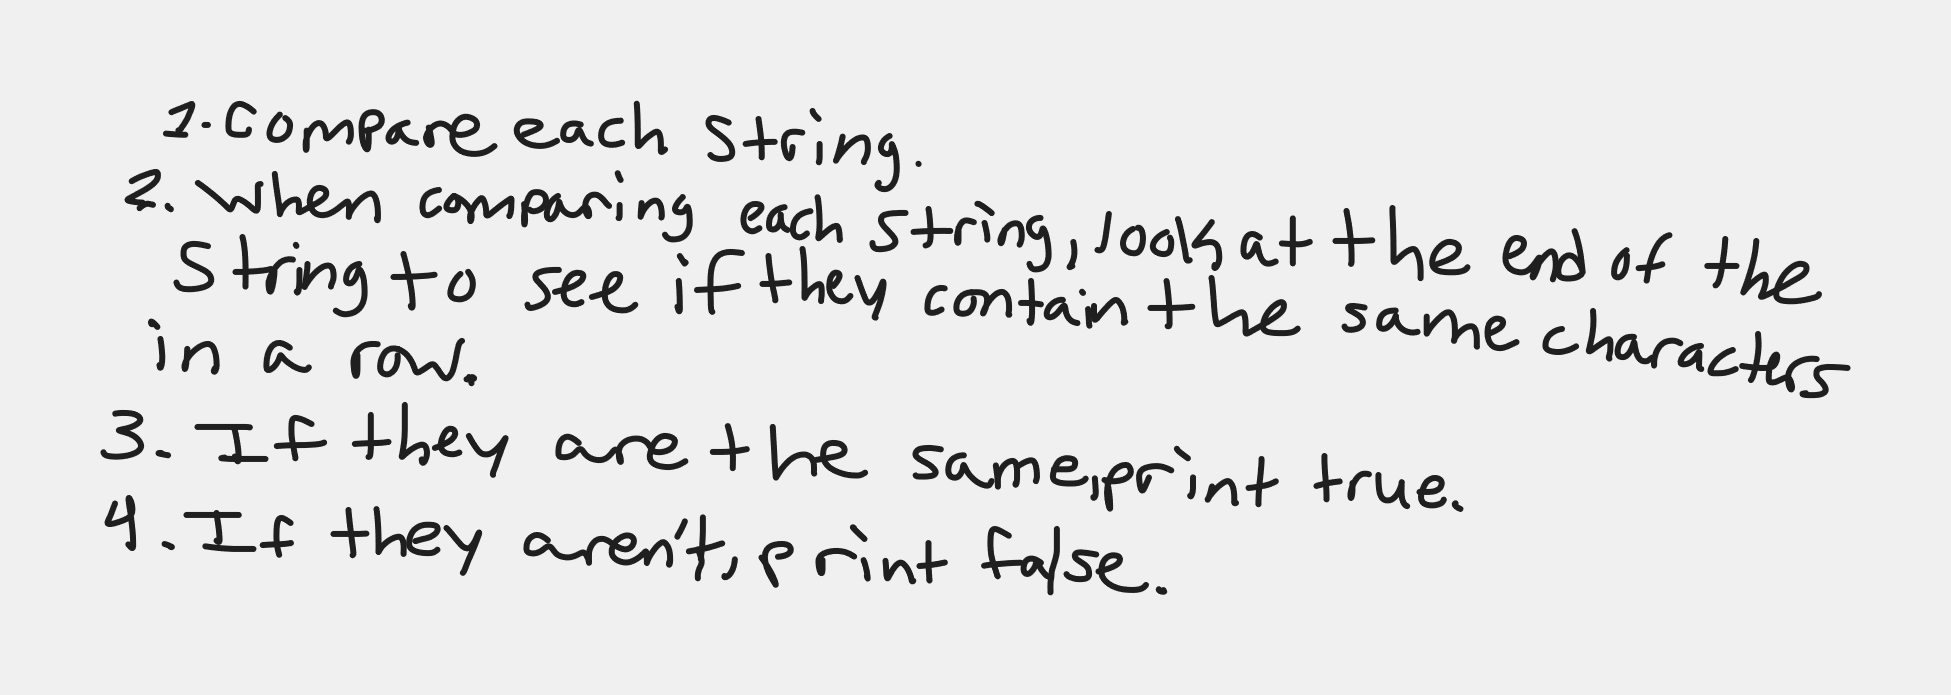 1. Compare each String.
2. When comparing each string, look at the end of the
String to see if they contain the same characters
in a row.
3. If they are the same, print true.
4. If they aren't, print false.